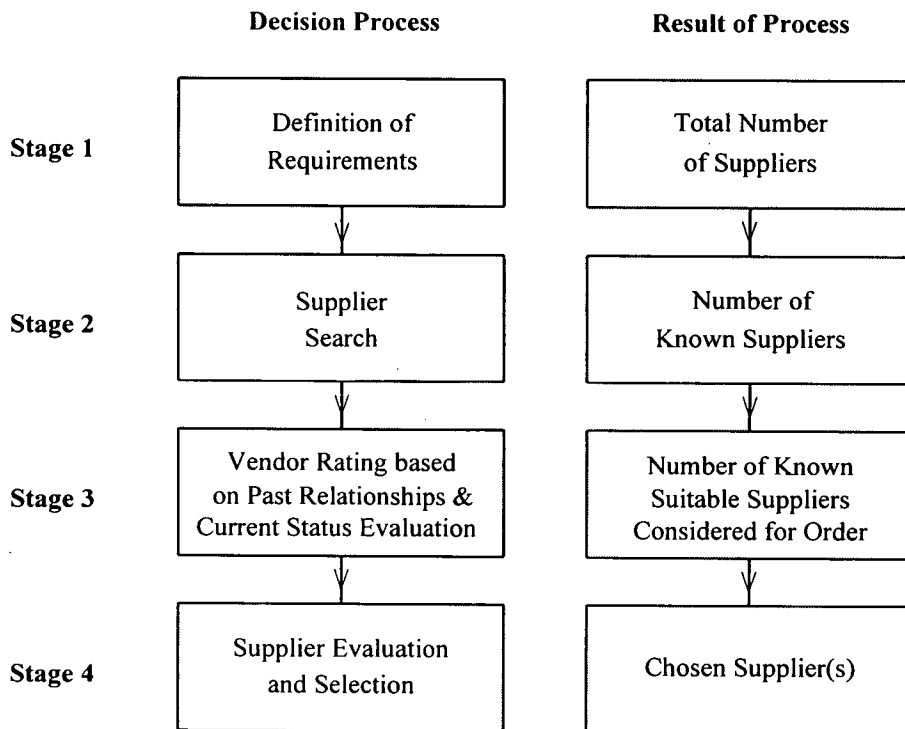 Decision Process
Result of Process
Stage 1
Definition of
Requirements
Total Number
of Suppliers
Stage 2
Supplier
Search
Number of
Known Suppliers
Stage 3
Vendor Rating based
on Past Relationships &
Current Status Evaluation
Number of Known
Suitable Suppliers
Considered for Order
Stage 4
Supplier Evaluation
and Selection
Chosen Supplier(s)